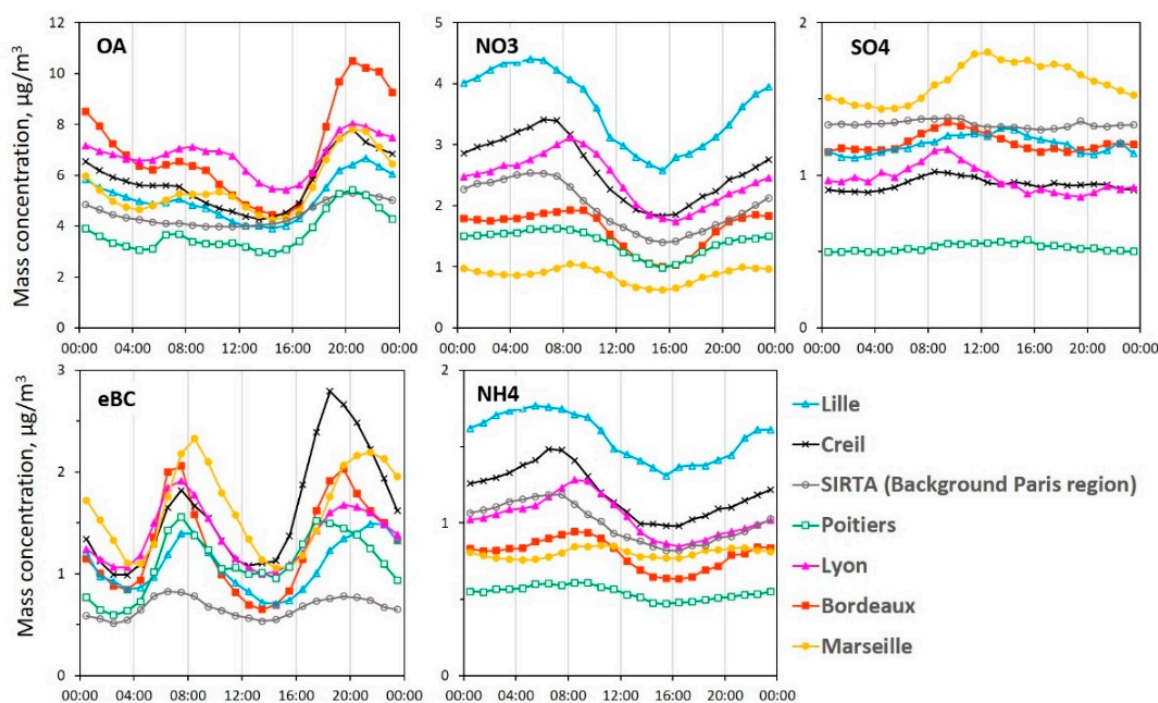 OA
NO3
SO4
Mass concentration, µg/m³
12
10
8
6
4
2
0
5
4
3
2
1
0
2
1
0
00:00 04:00 08:00 12:00 16:00 20:00 00:00
00:00 04:00 08:00 12:00 16:00 20:00 00:00
00:00 04:00 08:00 12:00 16:00 20:00 00:00
eBC
NH4
Mass concentration, µg/m³
3
2
1
0
2
1
0
00:00 04:00 08:00 12:00 16:00 20:00 00:00
00:00 04:00 08:00 12:00 16:00 20:00 00:00
Lille
Creil
SIRTA (Background Paris region)
Poitiers
Lyon
Bordeaux
Marseille